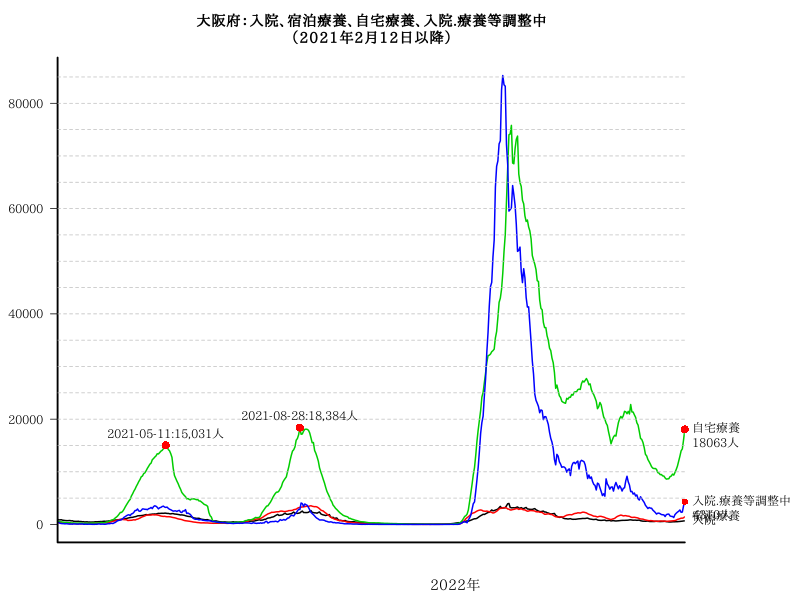 大阪府：入院、宿泊療養、自宅療養、入院.療養等調整中
（2021年2月12日以降）
80000
60000
40000
20000
0
2021-05-11:15,031人
2021-08-28:18,384人
自宅療養
18063人
入院.療養等調整中
宿泊療養
入院
2022年